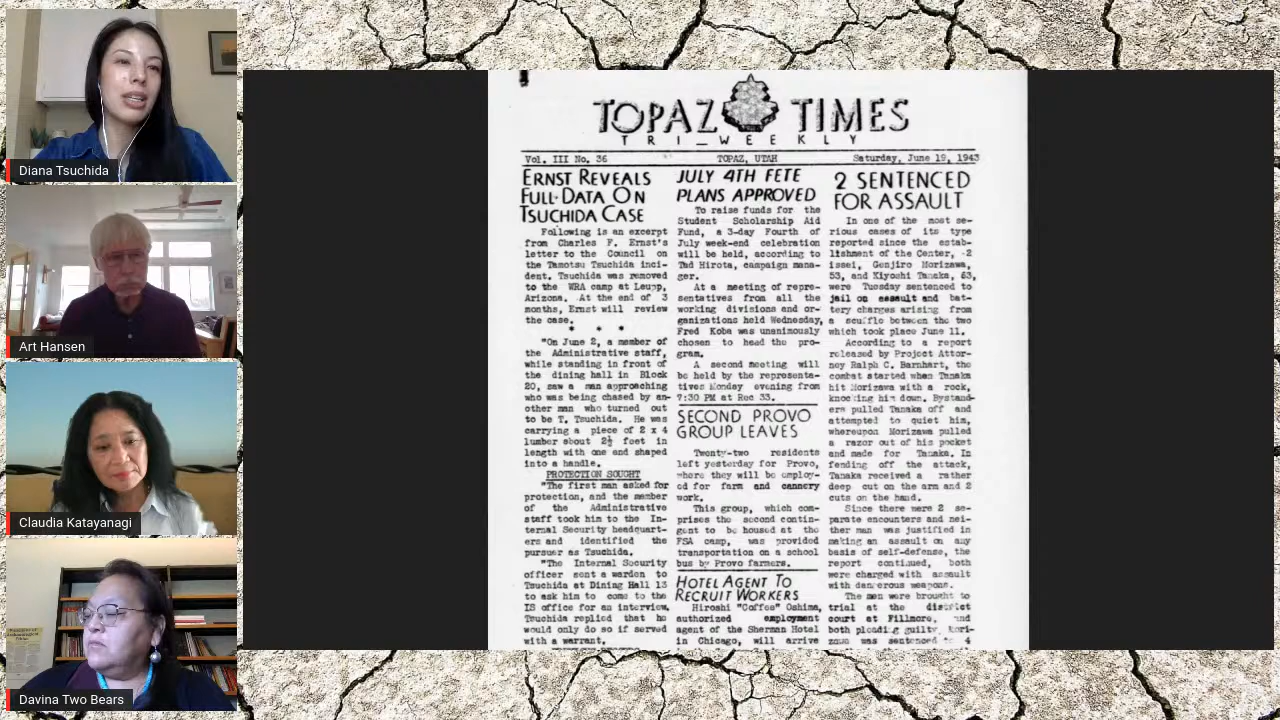 Diana Tsuchida
Art Hansen
Claudia Katayanagi
Davina Two Bears
TOPAZ TIMES
TRI_WEEKLY
Vol. III No. 36 TOPAZ, UTAH Saturday, June 19, 1943
ERNST REVEALS
FULL DATA ON
TSUCHIDA CASE
Following is an excerpt
from Charles F. Ernst's
letter to the Council on
the Tamotsu Tsuchida inci-
dent. Tsuchida was removed
to the WRA camp at Leupp,
Arizona. At the end of 3
months, Ernst will review
the case.
* * *
"On June 2, a member of
the Administrative staff,
while standing in front of
the dining hall in Block
20, saw a man approaching
who was being chased by an-
other man who turned out
to be T. Tsuchida. He was
carrying a piece of 2 x 4
lumber about 2½ feet in
length with one end shaped
into a handle.
PROTECTION SOUGHT
"The first man asked for
protection, and the member
of the Administrative
staff took him to the In-
ternal Security headquart-
ers and identified the
pursuer as Tsuchida.
"The Internal Security
officer sent a warden to
Tsuchida at Dining Hall 13
to ask him to come to the
IS office for an interview,
Tsuchida replied that he
would only do so if served
with a warrant.
JULY 4TH FETE
PLANS APPROVED
To raise funds for the
Student Scholarship Aid
Fund, a 3-day Fourth of
July week-end celebration
will be held, according to
Tad Hirota, campaign mana-
ger.
At a meeting of repre-
sentatives from all the
working divisions and or-
ganizations held Wednesday,
Fred Koba was unanimously
chosen to head the pro-
gram.
A second meeting will
be held by the representa-
tives Monday evening from
7:30 PM at Rec 33.
SECOND PROVO
GROUP LEAVES
Twenty-two residents
left yesterday for Provo,
where they will be employ-
ed for farm and cannery
work.
This group, which com-
prises the second contin-
gent to be housed at the
FSA camp, was provided
transportation on a school
bus by Provo farmers.
HOTEL AGENT TO
RECRUIT WORKERS
Hiroshi "Coffee" Oshima,
authorized employment
agent of the Sherman Hotel
in Chicago, will arrive
2 SENTENCED
FOR ASSAULT
In one of the most se-
rious cases of its type
reported since the estab-
lishment of the Center, 2
issei, Genjiro Morizawa,
53, and Kiyoshi Tanaka, 63,
were Tuesday sentenced to
jail on assault and bat-
tery charges arising from
a scuffle between the two
which took place June 11.
According to a report
released by Project Attor-
ney Ralph C. Barnhart, the
combat started when Tanaka
hit Morizawa with a rock,
knocking him down. Bystand-
ers pulled Tanaka off and
attempted to quiet him,
whereupon Morizawa pulled
a razor out of his pocket
and made for Tanaka. In
fending off the attack,
Tanaka received a rather
deep cut on the arm and 2
cuts on the hand.
Since there were 2 se-
parate encounters and nei-
ther man was justified in
making an assault on any
basis of self-defense, the
report continued, both
were charged with assault
with dangerous weapons.
The men were brought to
trial at the district
court at Fillmore, and
both pleading guilty, Mori-
zawa was sentenced to 4